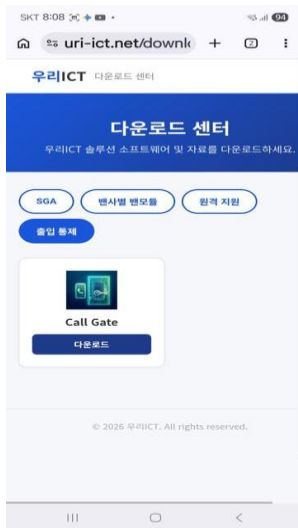 SKT 8:08
94
uri-ict.net/downl
2
우리ICT 다운로드 센터
다운로드 센터
우리ICT 솔루션 소프트웨어 및 자료를 다운로드하세요.
SGA
밴사별 밴모듈
원격 지원
출입 통제
Call Gate
다운로드
© 2026 우리ICT. All rights reserved.